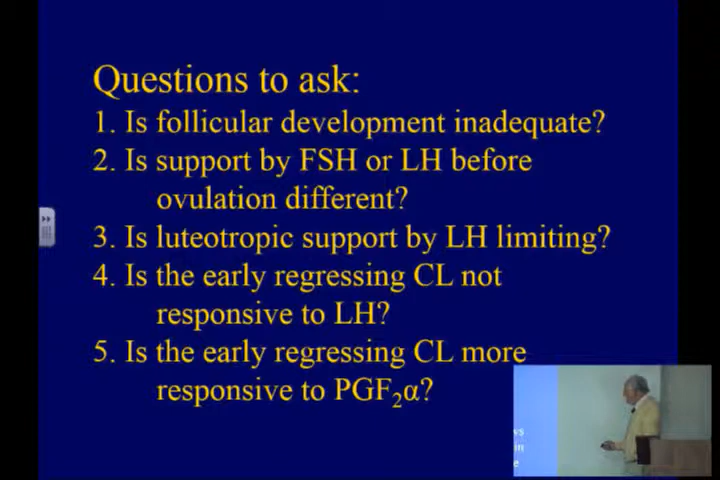 Questions to ask:
1. Is follicular development inadequate?
2. Is support by FSH or LH before
ovulation different?
3. Is luteotropic support by LH limiting?
4. Is the early regressing CL not
responsive to LH?
5. Is the early regressing CL more
responsive to PGF₂α?
in